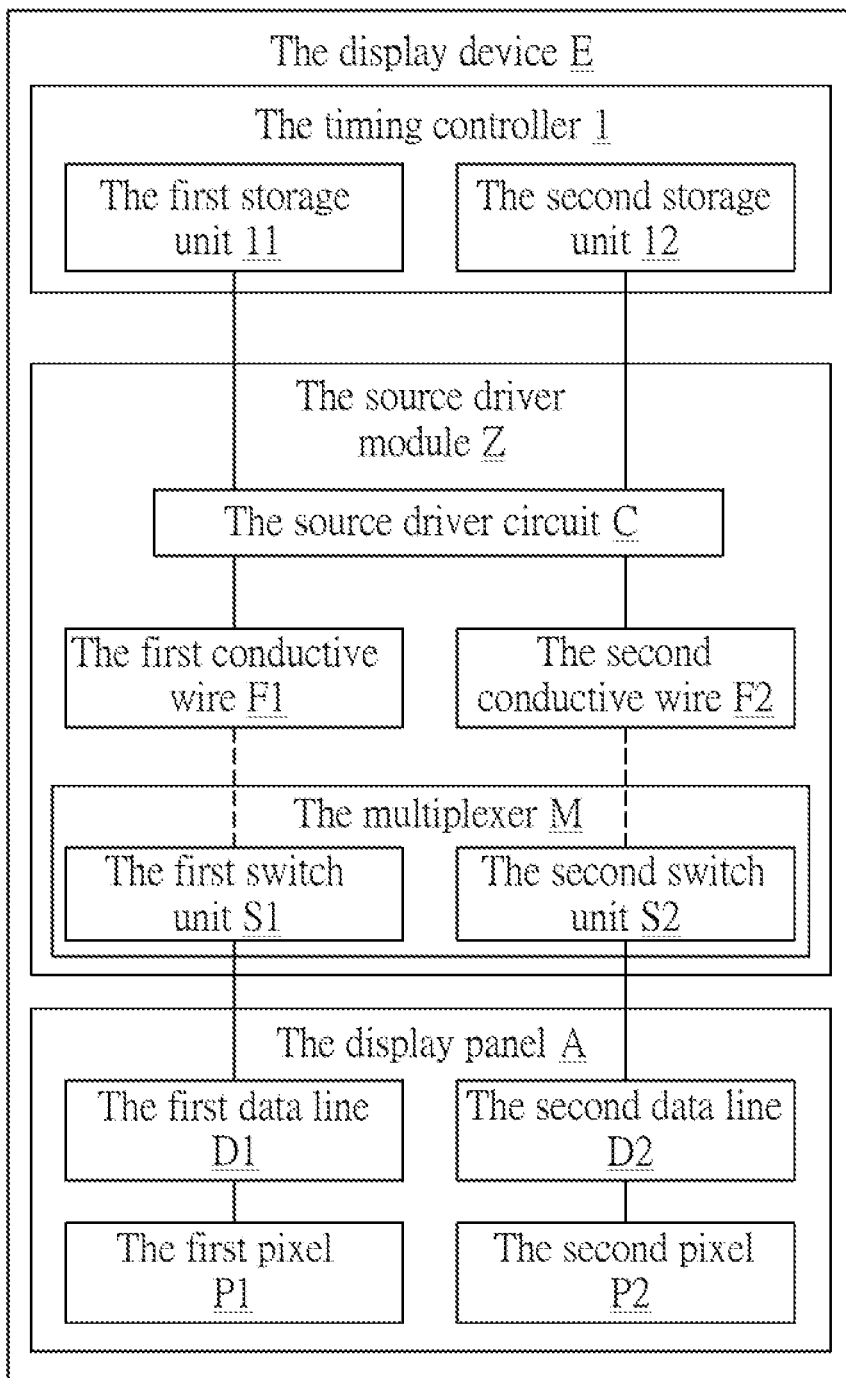 The display device E
The timing controller 1
The first storage
unit 11
The second storage
unit 12
The source driver
module Z
The source driver circuit C
The first conductive
wire F1
The second
conductive wire F2
The multiplexer M
The first switch
unit S1
The second switch
unit S2
The display panel A
The first data line
D1
The second data line
D2
The first pixel
P1
The second pixel
P2